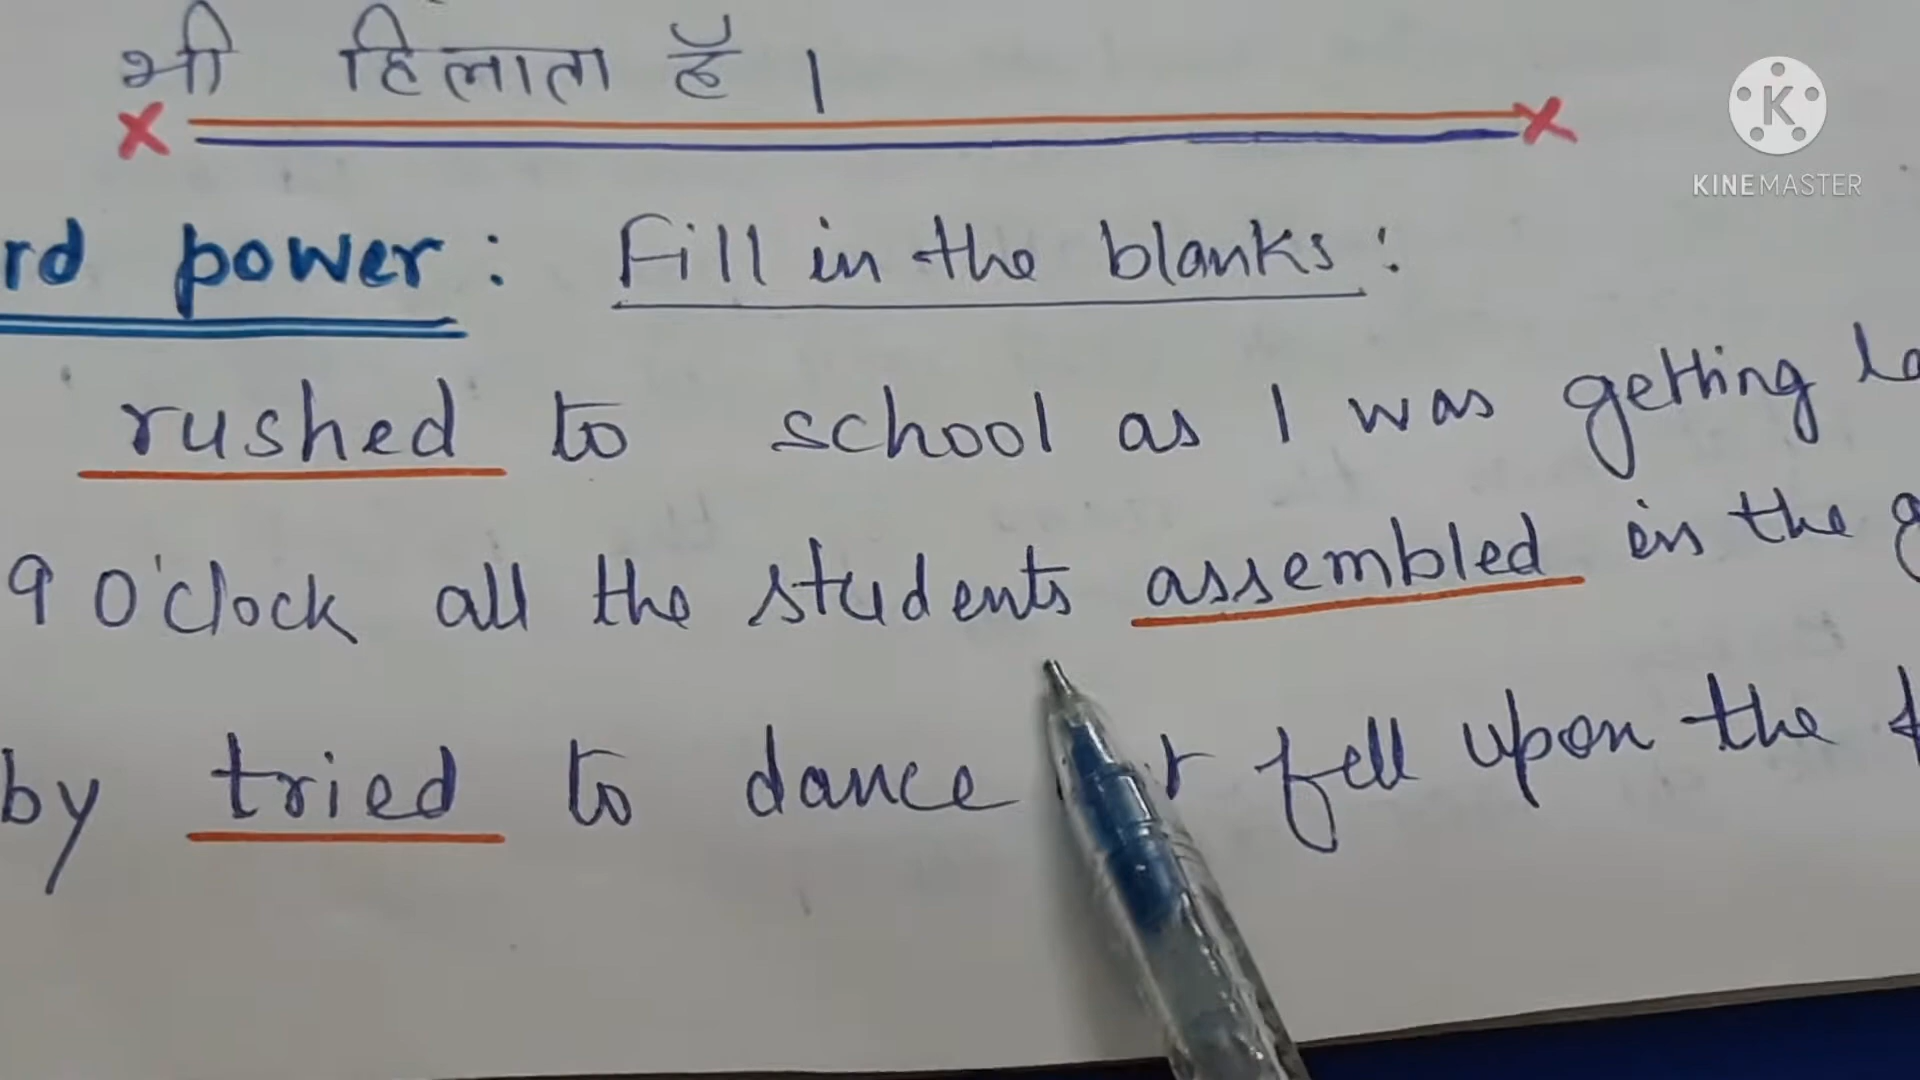 भी हिलाता है ।
KINEMASTER
rd power : Fill in the blanks :
rushed to school as I was getting
9 O'clock all the students assembled in the
by tried to dance fell upon the